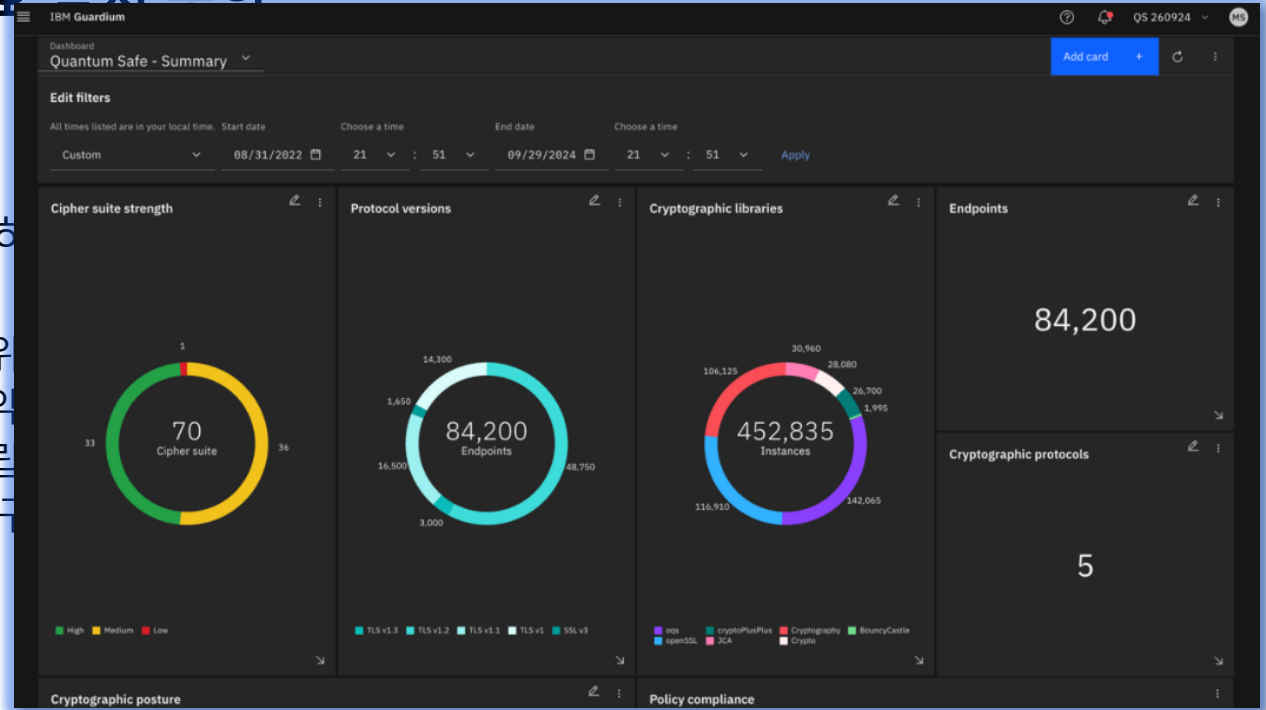 IBM Guardium
QS 260924
MS
Dashboard
Quantum Safe - Summary
Add card +
Edit filters
All times listed are in your local time. Start date Choose a time End date Choose a time
Custom 08/31/2022 21 : 51 09/29/2024 21 : 51 Apply
Cipher suite strength
1
33
70
Cipher suite
36
High Medium Low
Protocol versions
14,300
1,650
84,200
Endpoints
16,500
48,750
3,000
TLS v1.3 TLS v1.2 TLS v1.1 TLS v1 SSL v3
Cryptographic libraries
30,960
106,125
28,080
26,700
1,995
452,835
Instances
142,065
116,910
oqs cryptoPlusPlus Cryptography BouncyCastle
openSSL JCA Crypto
Endpoints
84,200
Cryptographic protocols
5
Cryptographic posture
Policy compliance